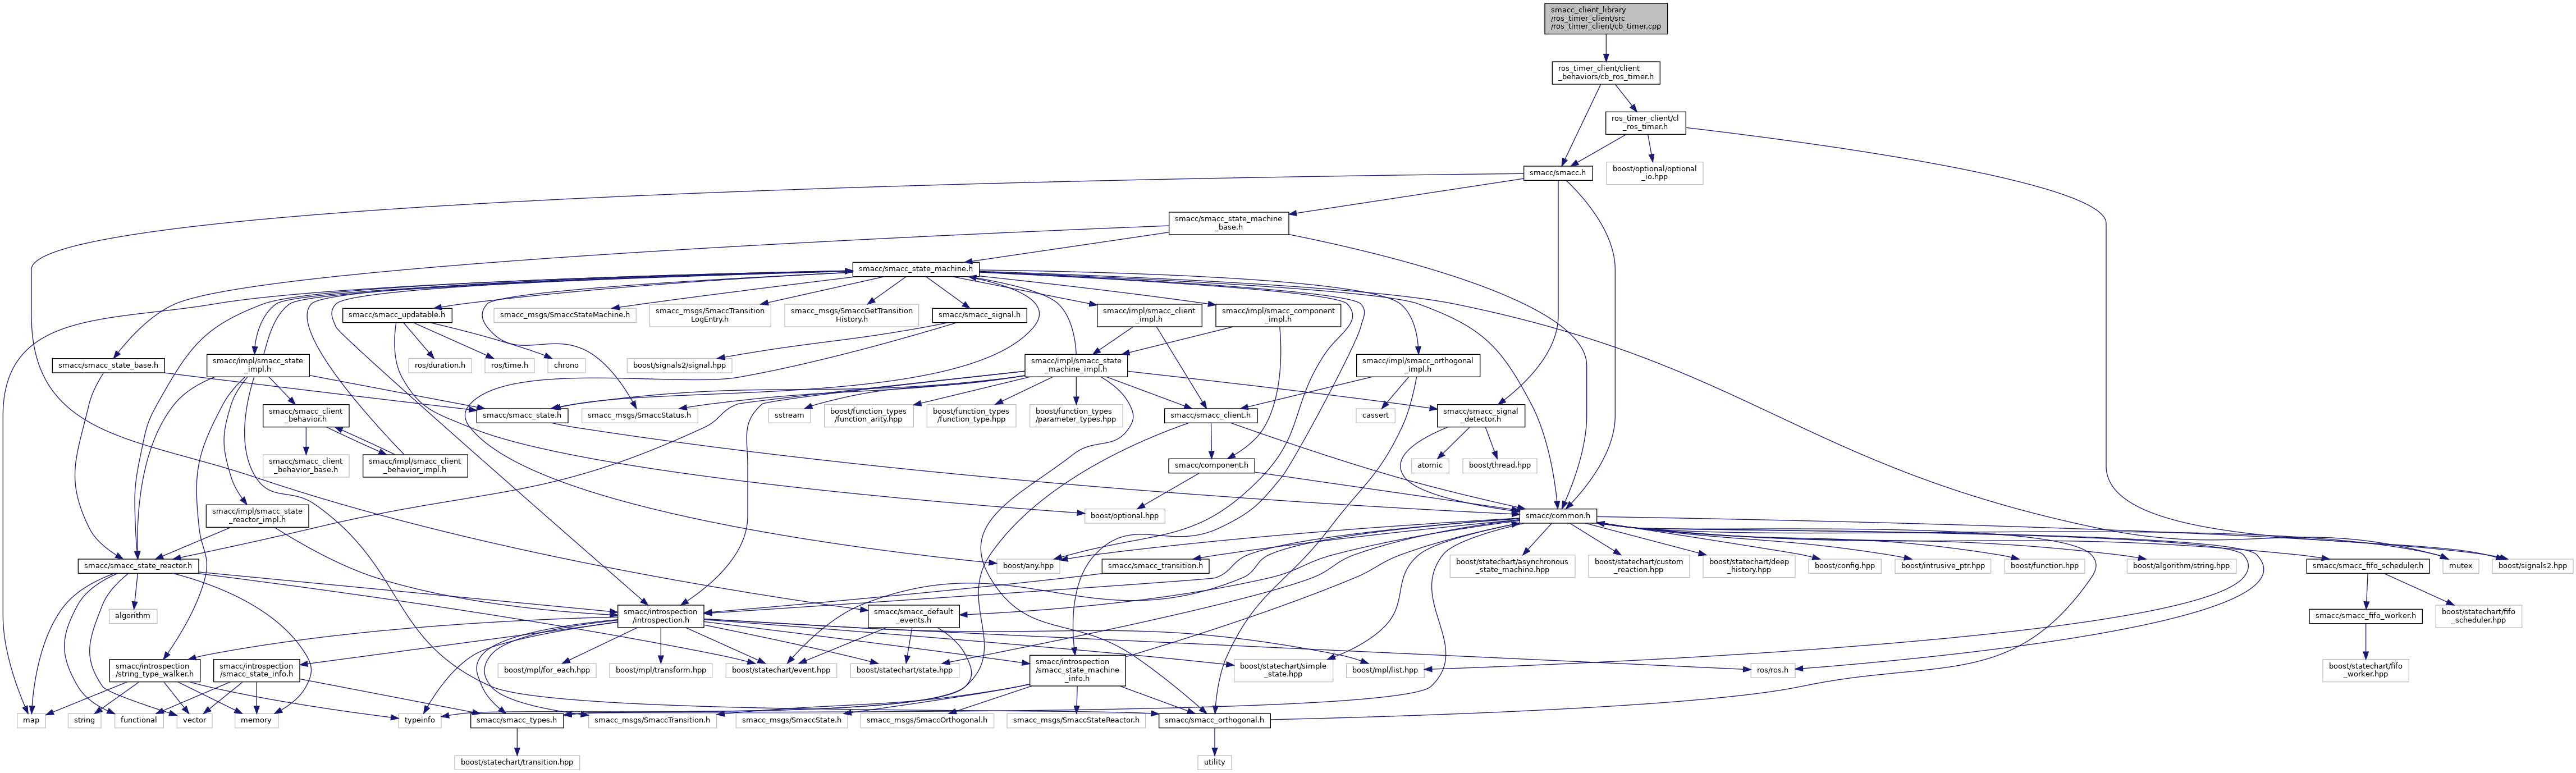 smacc_client_library
/ros_timer_client/src
/ros_timer_client/cb_timer.cpp
ros_timer_client/client
_behaviors/cb_ros_timer.h
ros_timer_client/cl
_ros_timer.h
smacc/smacc.h
boost/optional/optional
_io.hpp
smacc/smacc_state_machine
_base.h
smacc/smacc_state_machine.h
smacc/smacc_updatable.h
smacc_msgs/SmaccStateMachine.h
smacc_msgs/SmaccTransition
LogEntry.h
smacc_msgs/SmaccGetTransition
History.h
smacc/smacc_signal.h
smacc/impl/smacc_client
_impl.h
smacc/impl/smacc_component
_impl.h
smacc/smacc_state_base.h
smacc/impl/smacc_state
_impl.h
ros/duration.h
ros/time.h
chrono
boost/signals2/signal.hpp
smacc/impl/smacc_state
_machine_impl.h
smacc/impl/smacc_orthogonal
_impl.h
smacc/smacc_client
_behavior.h
smacc/smacc_state.h
smacc_msgs/SmaccStatus.h
sstream
boost/function_types
/function_arity.hpp
boost/function_types
/function_type.hpp
boost/function_types
/parameter_types.hpp
smacc/smacc_client.h
cassert
smacc/smacc_signal
_detector.h
smacc/smacc_client
_behavior_base.h
smacc/impl/smacc_client
_behavior_impl.h
smacc/component.h
atomic
boost/thread.hpp
smacc/impl/smacc_state
_reactor_impl.h
boost/optional.hpp
smacc/common.h
smacc/smacc_state_reactor.h
boost/any.hpp
smacc/smacc_transition.h
boost/statechart/asynchronous
_state_machine.hpp
boost/statechart/custom
_reaction.hpp
boost/statechart/deep
_history.hpp
boost/config.hpp
boost/intrusive_ptr.hpp
boost/function.hpp
boost/algorithm/string.hpp
smacc/smacc_fifo_scheduler.h
mutex
boost/signals2.hpp
algorithm
smacc/introspection
/introspection.h
smacc/smacc_default
_events.h
smacc/smacc_fifo_worker.h
boost/statechart/fifo
_scheduler.hpp
smacc/introspection
/string_type_walker.h
smacc/introspection
/smacc_state_info.h
boost/mpl/for_each.hpp
boost/mpl/transform.hpp
boost/statechart/event.hpp
boost/statechart/state.hpp
smacc/introspection
/smacc_state_machine
_info.h
boost/statechart/simple
_state.hpp
boost/mpl/list.hpp
ros/ros.h
boost/statechart/fifo
_worker.hpp
map
string
functional
vector
memory
typeinfo
smacc/smacc_types.h
smacc_msgs/SmaccTransition.h
smacc_msgs/SmaccState.h
smacc_msgs/SmaccOrthogonal.h
smacc_msgs/SmaccStateReactor.h
smacc/smacc_orthogonal.h
boost/statechart/transition.hpp
utility